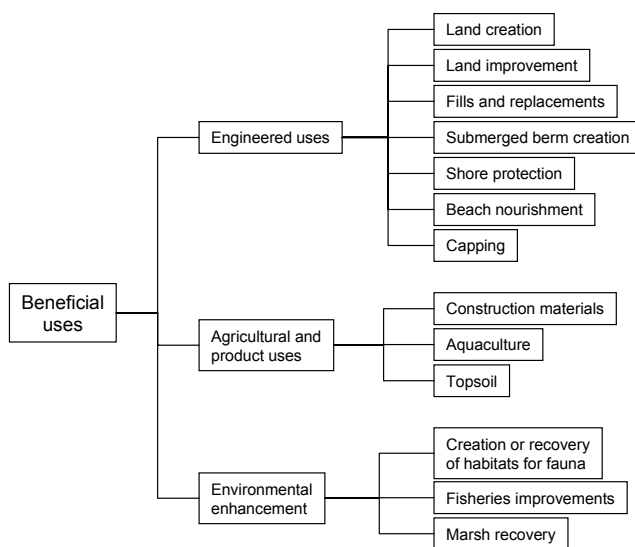 Beneficial
uses
Engineered uses
Land creation
Land improvement
Fills and replacements
Submerged berm creation
Shore protection
Beach nourishment
Capping
Agricultural and
product uses
Construction materials
Aquaculture
Topsoil
Environmental
enhancement
Creation or recovery
of habitats for fauna
Fisheries improvements
Marsh recovery